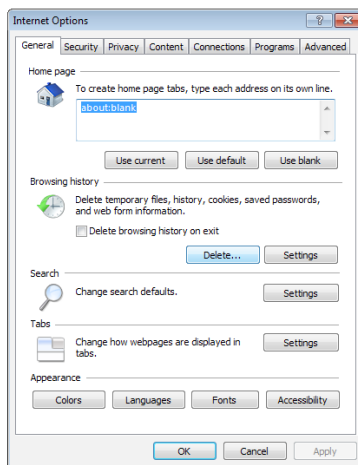 Internet Options
General Security Privacy Content Connections Programs Advanced
Home page
To create home page tabs, type each address on its own line.
about:blank
Use current Use default Use blank
Browsing history
Delete temporary files, history, cookies, saved passwords,
and web form information.
Delete browsing history on exit
Delete... Settings
Search
Change search defaults. Settings
Tabs
Change how webpages are displayed in Settings
tabs.
Appearance
Colors Languages Fonts Accessibility
OK Cancel Apply